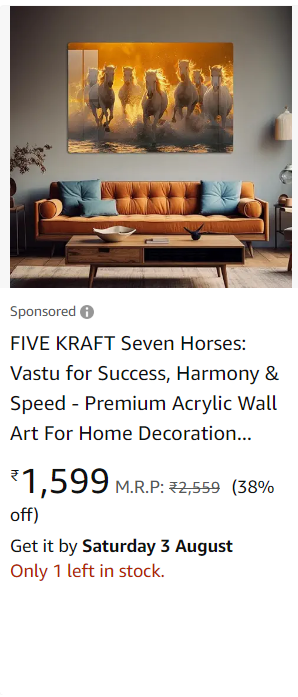 Sponsored
FIVE KRAFT Seven Horses:
Vastu for Success, Harmony &
Speed - Premium Acrylic Wall
Art For Home Decoration...
₹1,599 M.R.P: ₹2,559 (38%
off)
Get it by Saturday 3 August
Only 1 left in stock.